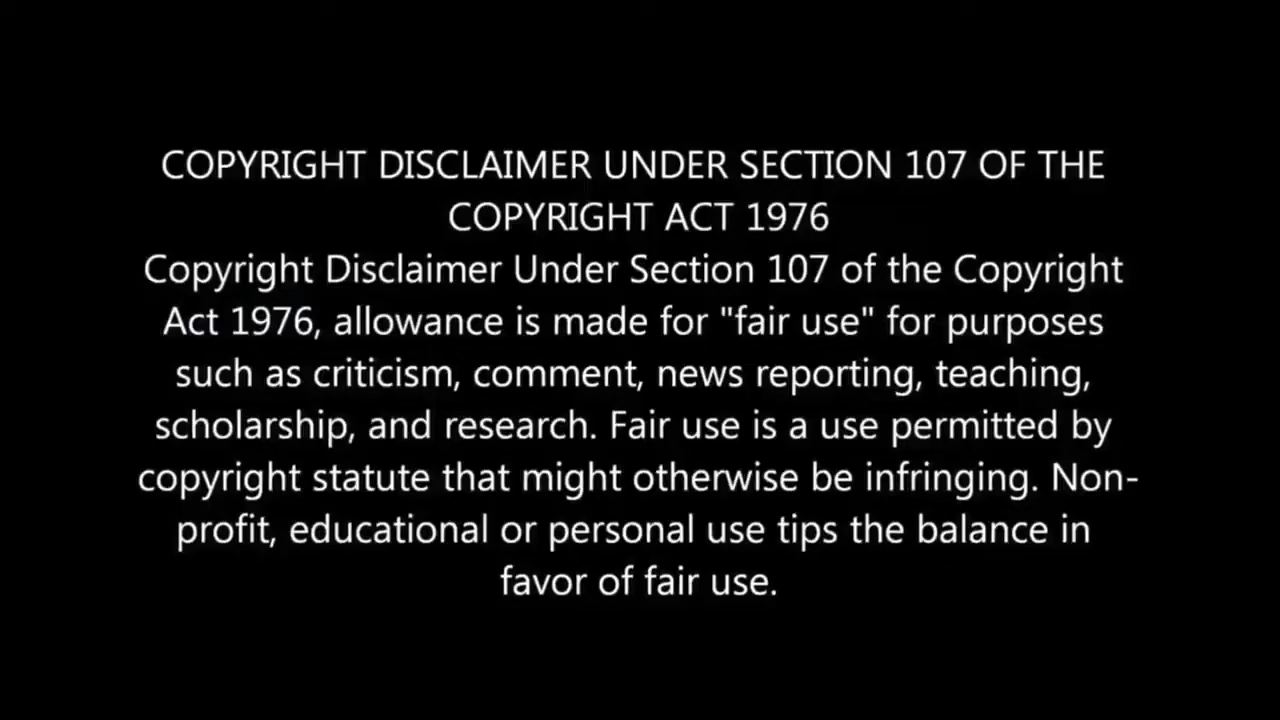 COPYRIGHT DISCLAIMER UNDER SECTION 107 OF THE
COPYRIGHT ACT 1976
Copyright Disclaimer Under Section 107 of the Copyright
Act 1976, allowance is made for "fair use" for purposes
such as criticism, comment, news reporting, teaching,
scholarship, and research. Fair use is a use permitted by
copyright statute that might otherwise be infringing. Non-
profit, educational or personal use tips the balance in
favor of fair use.